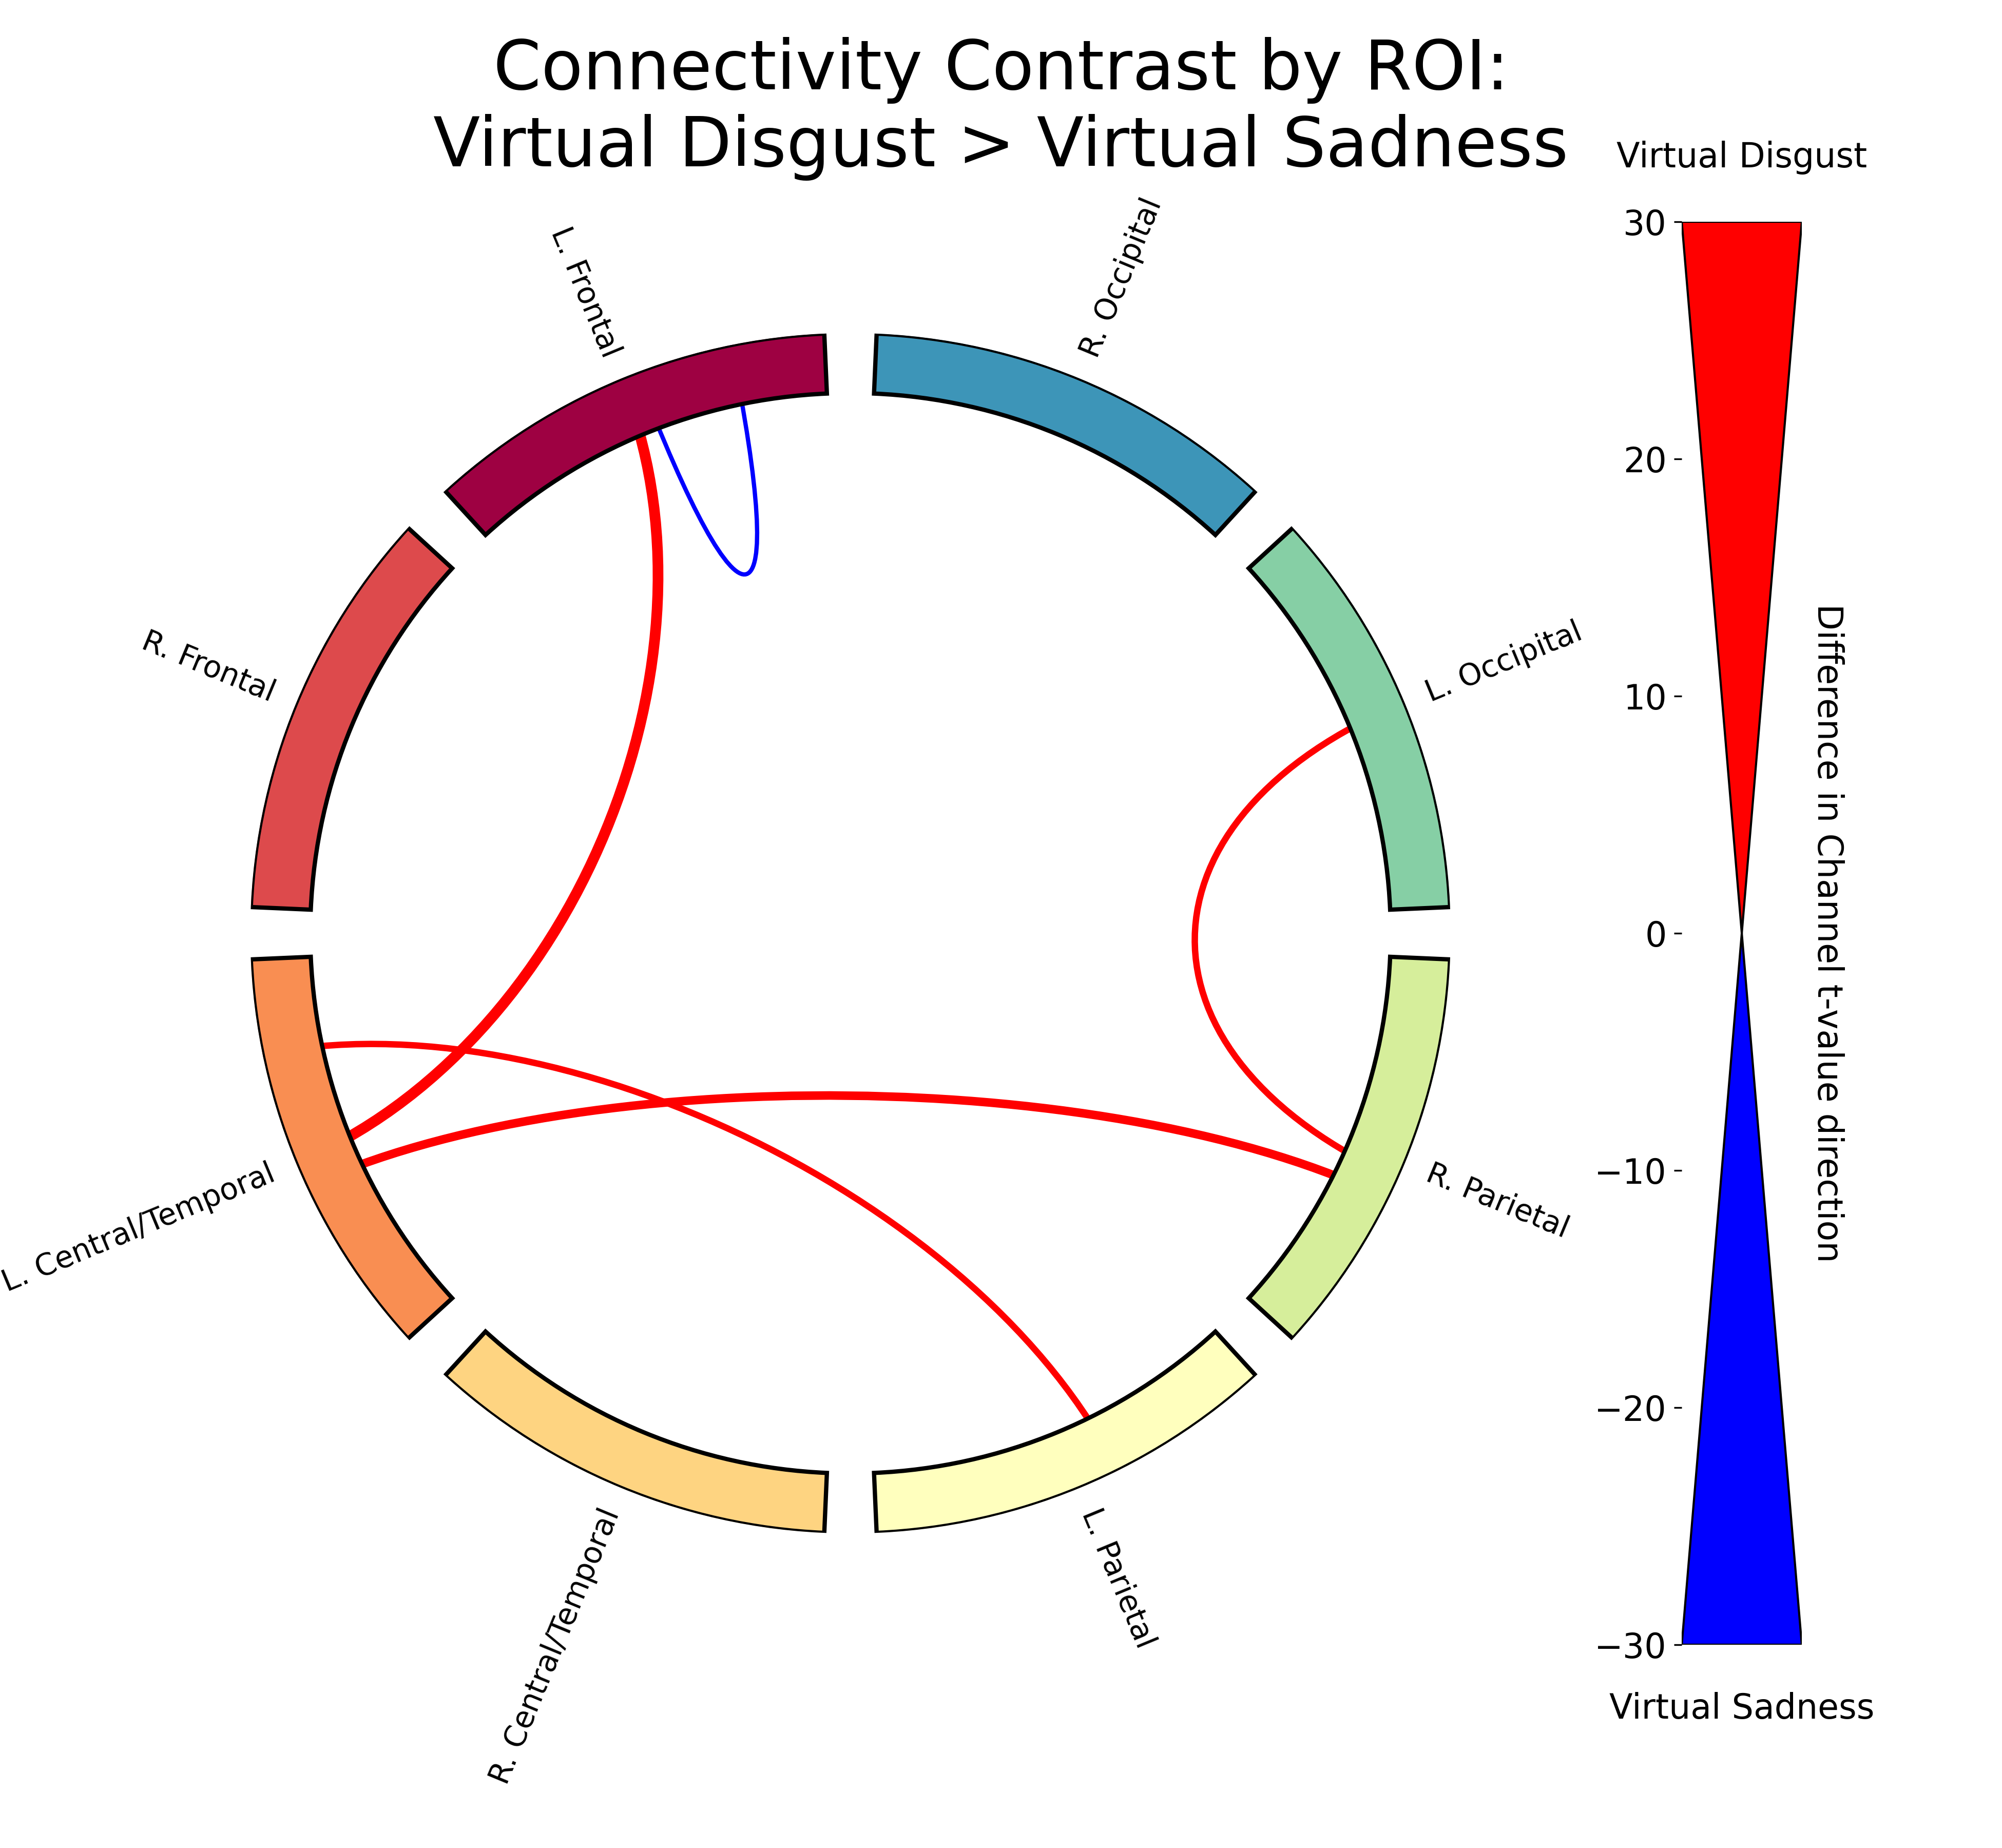 Connectivity Contrast by ROI:
Virtual Disgust > Virtual Sadness
Virtual Disgust
L. Frontal
R. Occipital
R. Frontal
L. Occipital
L. Central/Temporal
R. Parietal
R. Central/Temporal
L. Parietal
30
20
10
0
−10
−20
−30
Difference in Channel t-value direction
Virtual Sadness